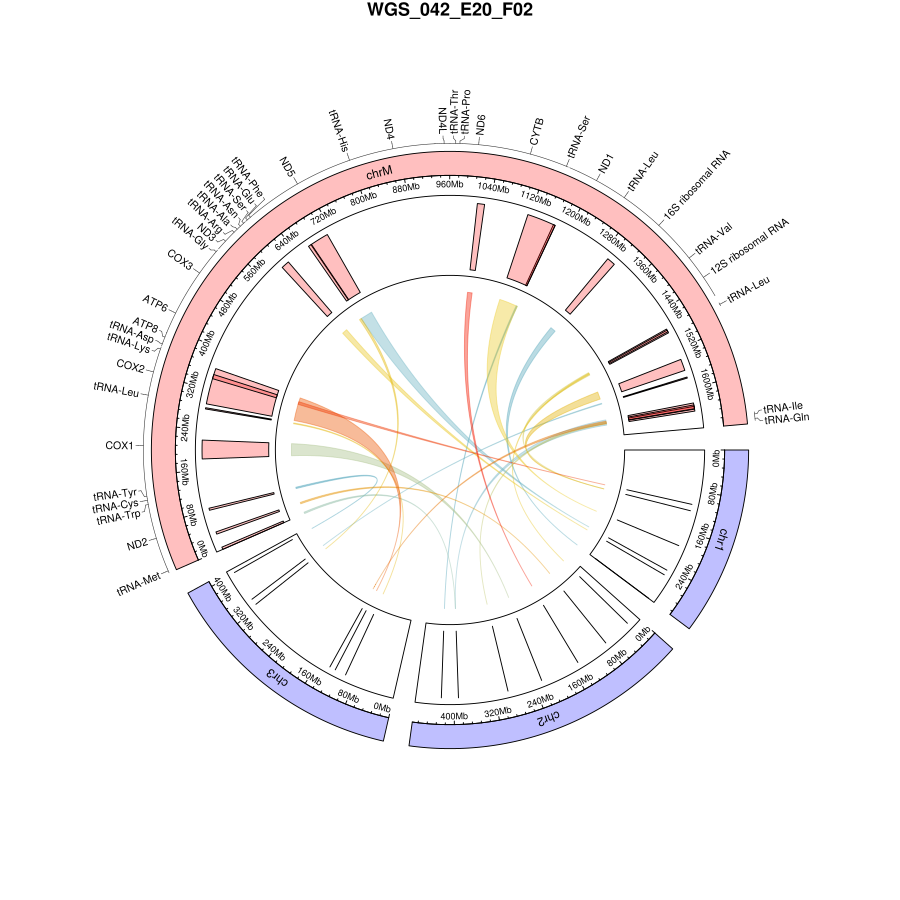 WGS_042_E20_F02
tRNA-Met
ND2
tRNA-Trp
tRNA-Cys
tRNA-Tyr
COX1
tRNA-Leu
COX2
tRNA-Lys
tRNA-Asp
ATP8
ATP6
COX3
tRNA-Gly
ND3
tRNA-Arg
tRNA-Ala
tRNA-Asn
tRNA-Ser
tRNA-Glu
tRNA-Phe
ND5
tRNA-His
ND4
ND4L
tRNA-Thr
tRNA-Pro
ND6
CYTB
tRNA-Ser
ND1
tRNA-Leu
16S ribosomal RNA
tRNA-Val
12S ribosomal RNA
tRNA-Leu
tRNA-Ile
tRNA-Gln
chrM
0Mb
80Mb
160Mb
240Mb
320Mb
400Mb
480Mb
560Mb
640Mb
720Mb
800Mb
880Mb
960Mb
1040Mb
1120Mb
1200Mb
1280Mb
1360Mb
1440Mb
1520Mb
1600Mb
chr1
0Mb
80Mb
160Mb
240Mb
chr2
0Mb
80Mb
160Mb
240Mb
320Mb
400Mb
chr3
0Mb
80Mb
160Mb
240Mb
320Mb
400Mb